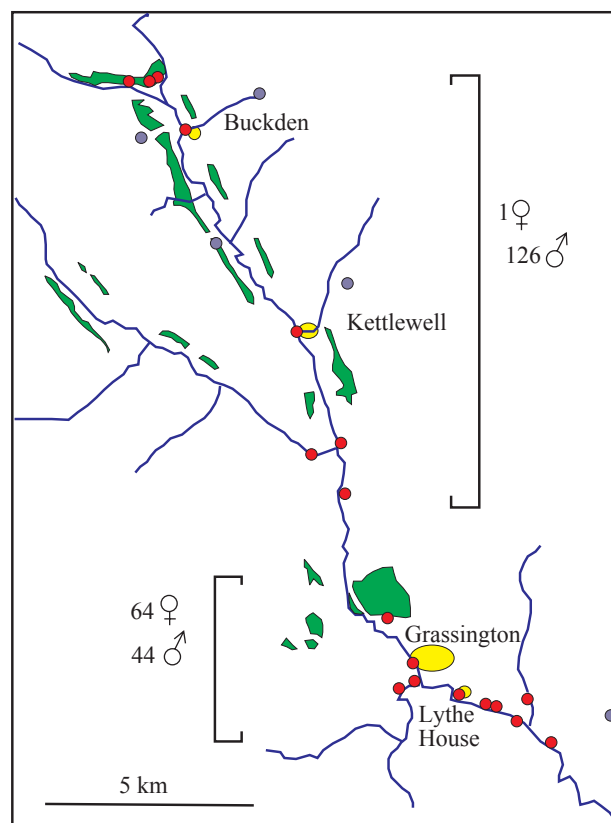 Buckden
1♀
126♂
Kettlewell
64♀
44♂
Grassington
Lythe
House
5 km